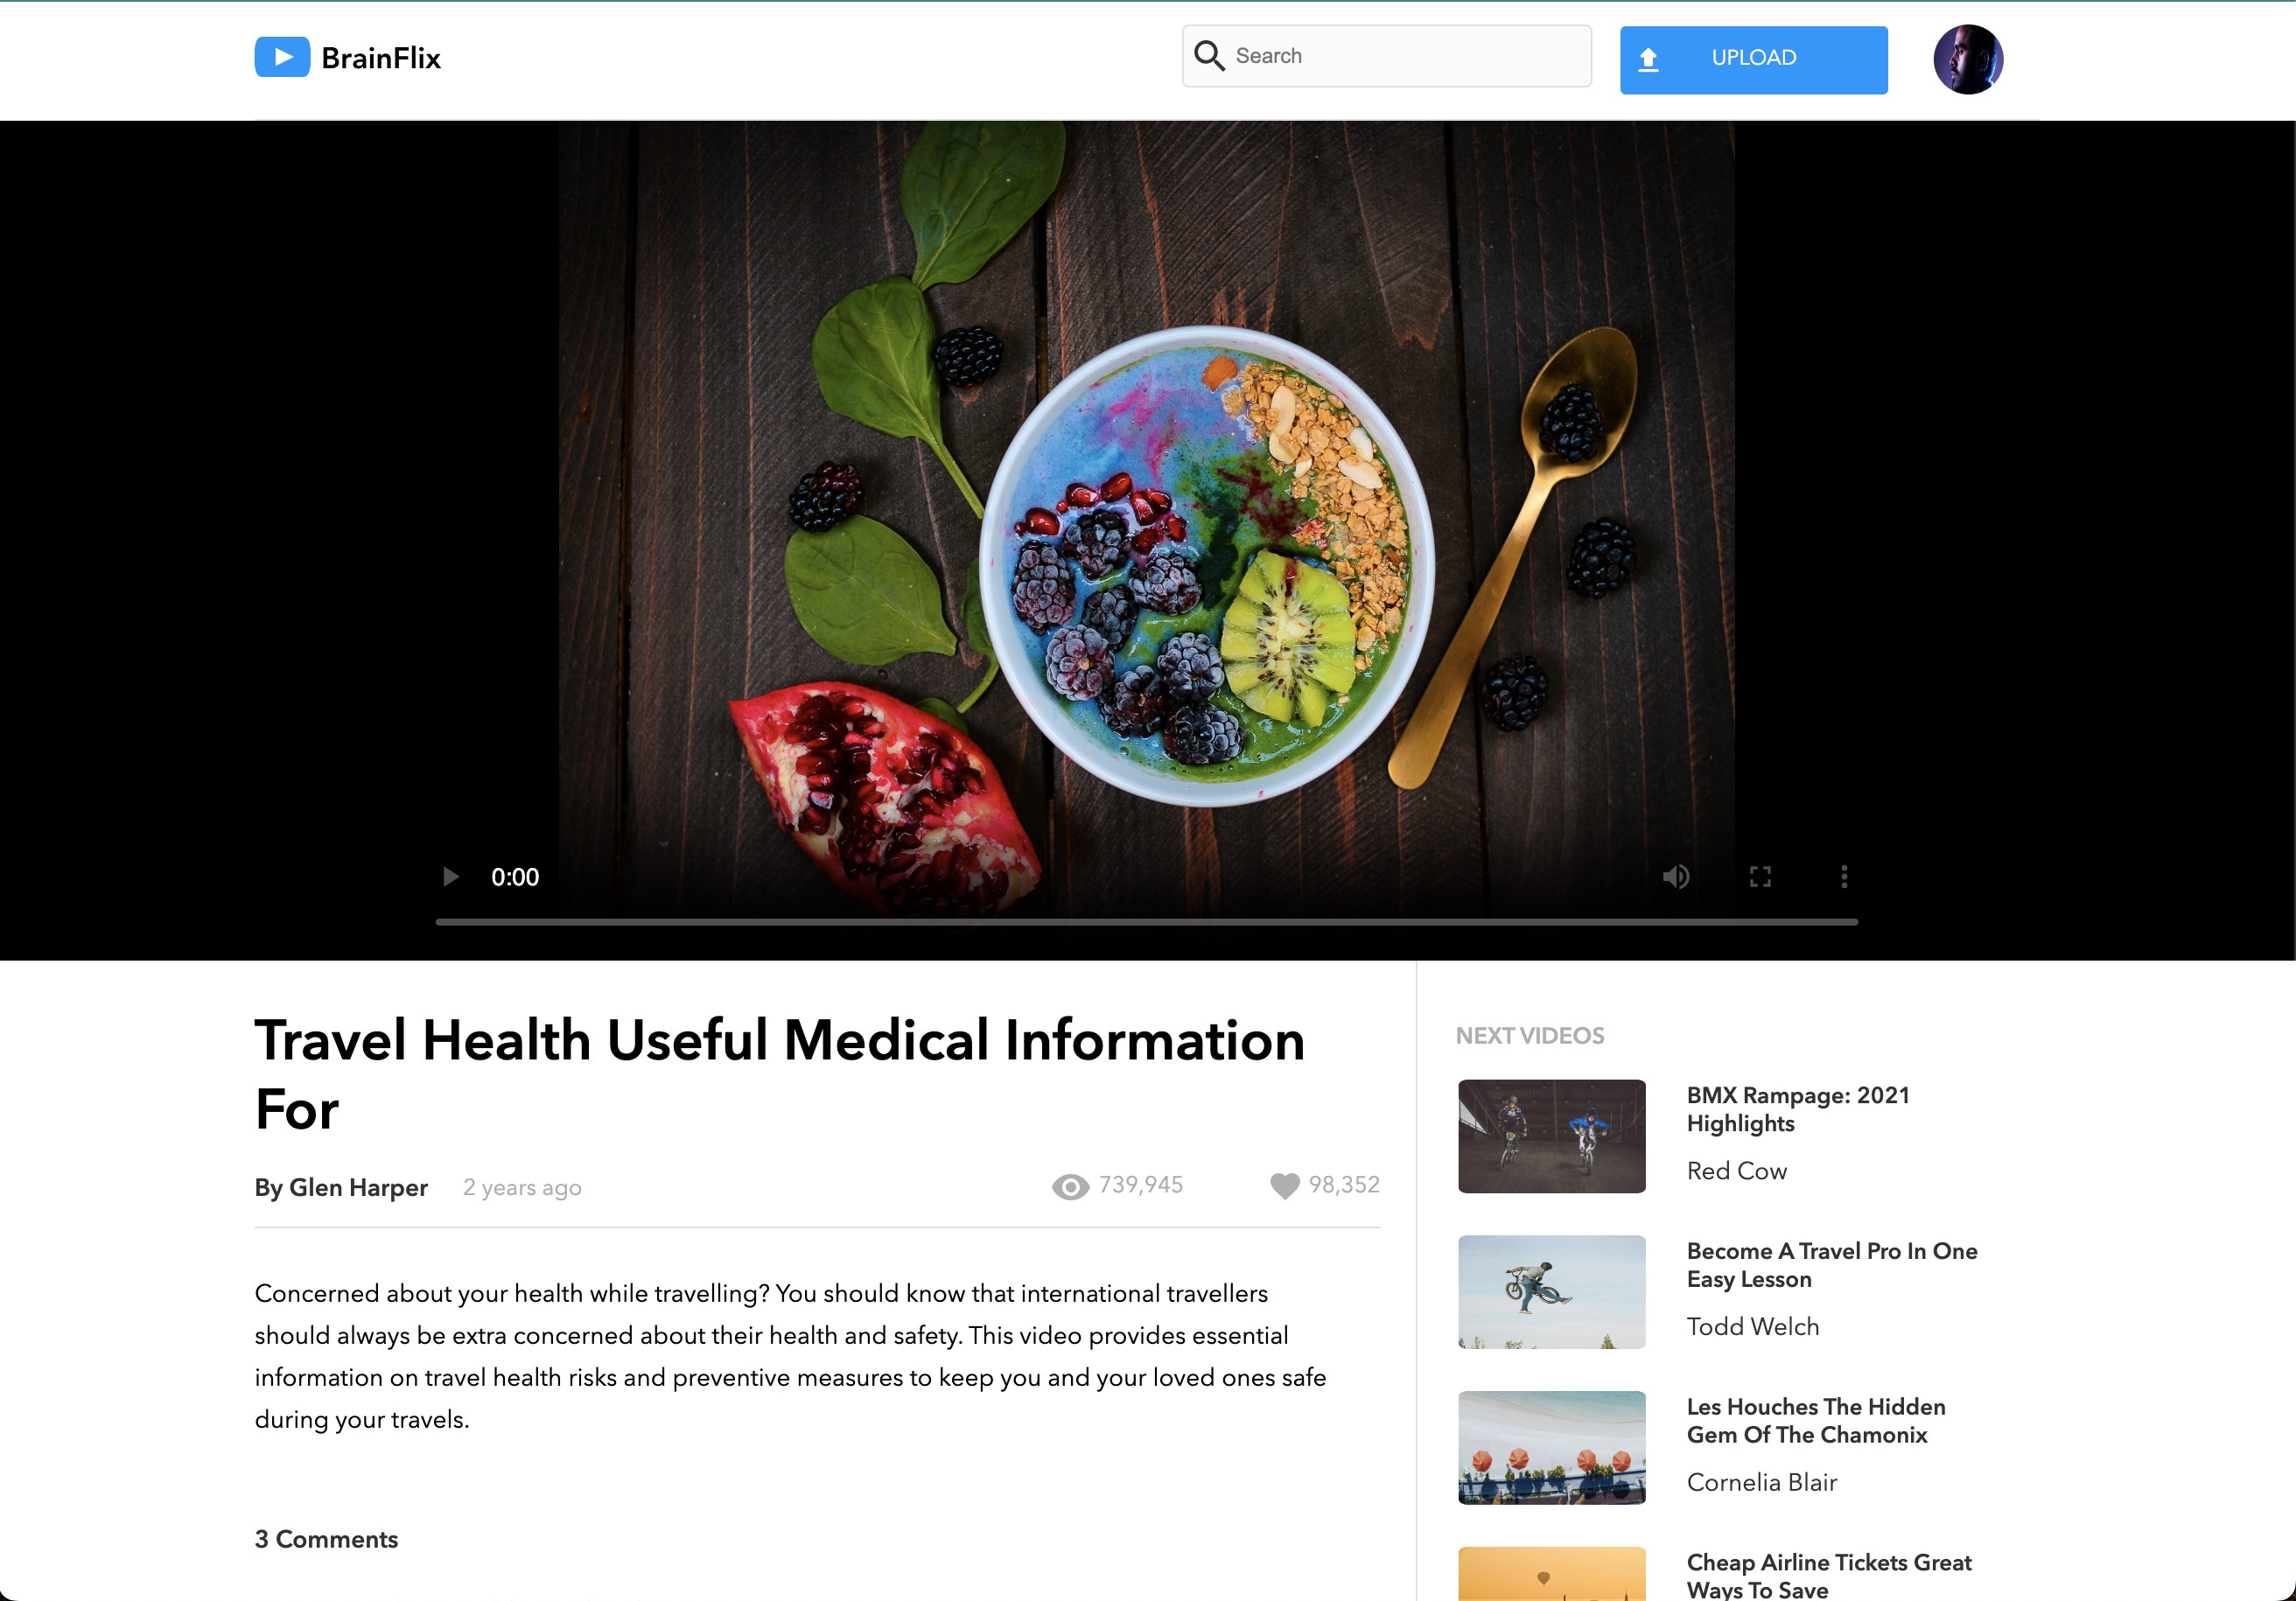 BrainFlix
Search
UPLOAD
0:00
Travel Health Useful Medical Information
For
By Glen Harper 2 years ago 739,945 98,352
Concerned about your health while travelling? You should know that international travellers
should always be extra concerned about their health and safety. This video provides essential
information on travel health risks and preventive measures to keep you and your loved ones safe
during your travels.
3 Comments
NEXT VIDEOS
BMX Rampage: 2021
Highlights
Red Cow
Become A Travel Pro In One
Easy Lesson
Todd Welch
Les Houches The Hidden
Gem Of The Chamonix
Cornelia Blair
Cheap Airline Tickets Great
Ways To Save